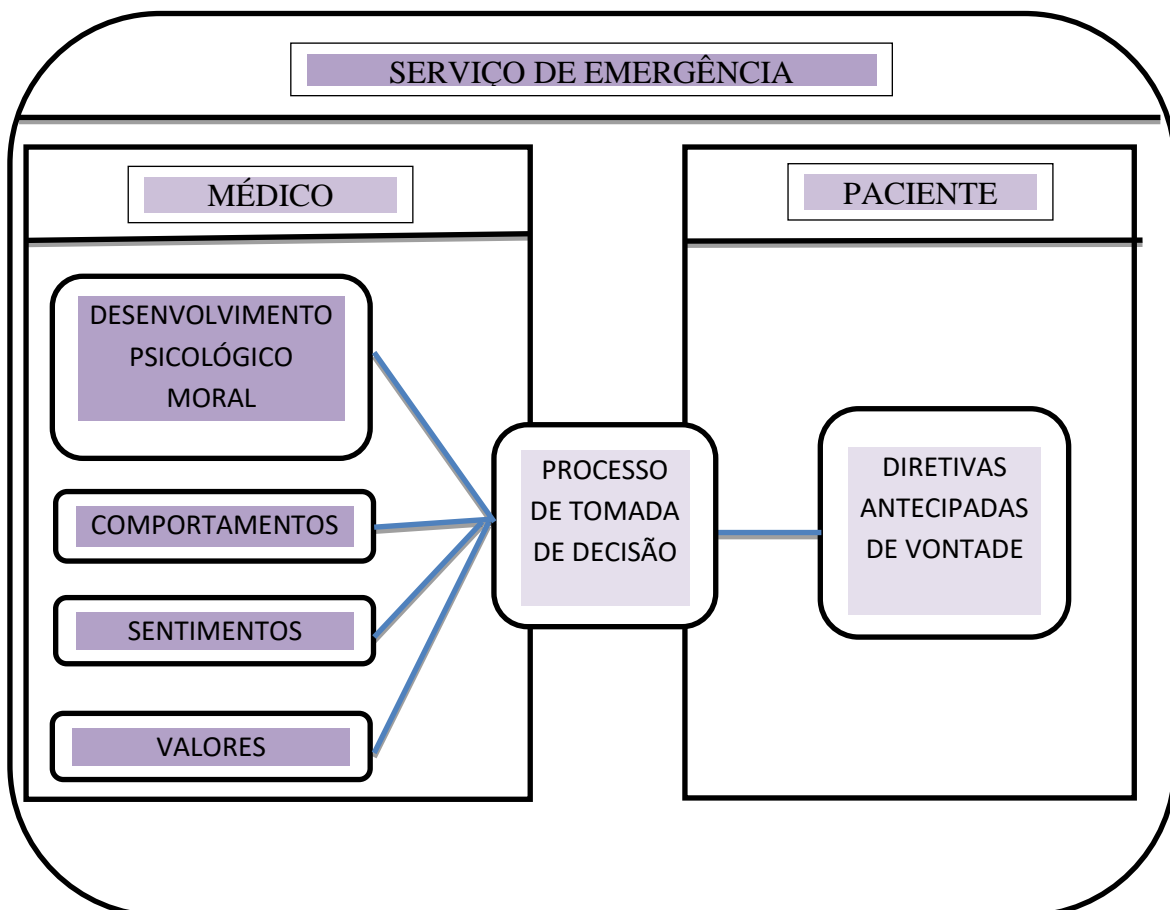 SERVIÇO DE EMERGÊNCIA
MÉDICO
DESENVOLVIMENTO
PSICOLÓGICO
MORAL
COMPORTAMENTOS
SENTIMENTOS
VALORES
PROCESSO
DE TOMADA
DE DECISÃO
PACIENTE
DIRETIVAS
ANTECIPADAS
DE VONTADE